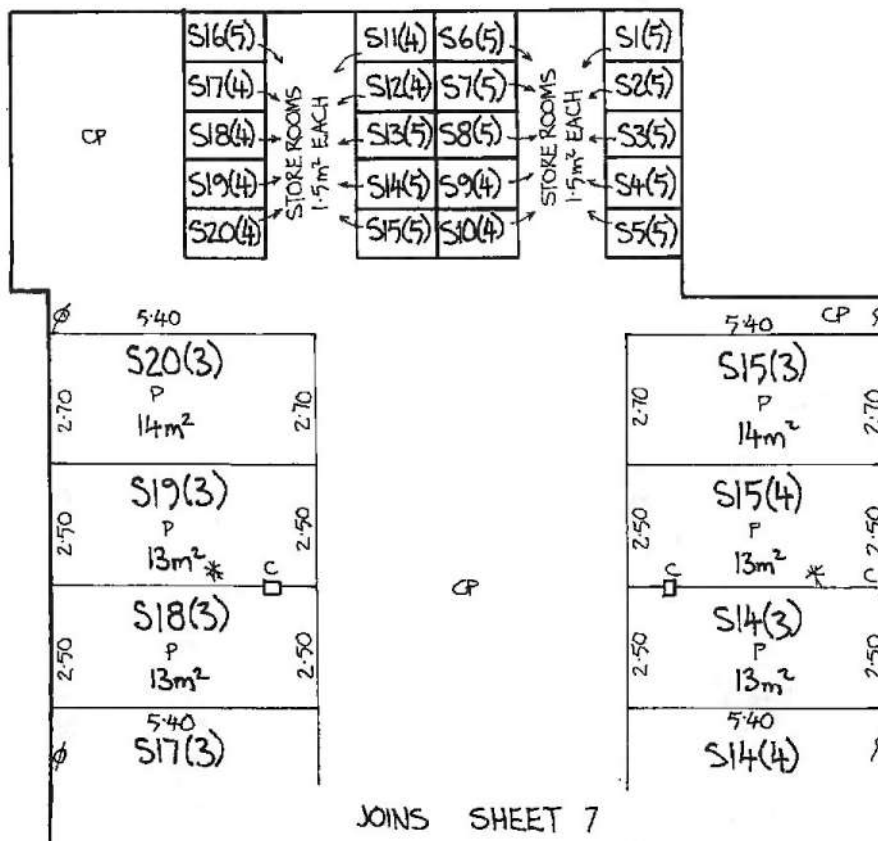 S16(5) S11(4) S6(5) S1(5)
S17(4) S12(4) S7(5) S2(5)
CP S18(4) S13(5) S8(5) S3(5)
S19(4) S14(5) S9(4) S4(5)
S20(4) S15(5) S10(4) S5(5)
STORE ROOMS
1.5m² EACH
STORE ROOMS
1.5m² EACH
5.40
S20(3)
P
14m²
2.70 2.70
S19(3)
P
13m² *
2.50 2.50
C
S18(3)
P
13m²
2.50 2.50
5.40
S17(3)
CP
5.40 CP
S15(3)
P
14m²
2.70 2.70
S15(4)
P
13m² *
2.50 2.50
C C
S14(3)
P
13m²
2.50 2.50
5.40
S14(4)
JOINS SHEET 7